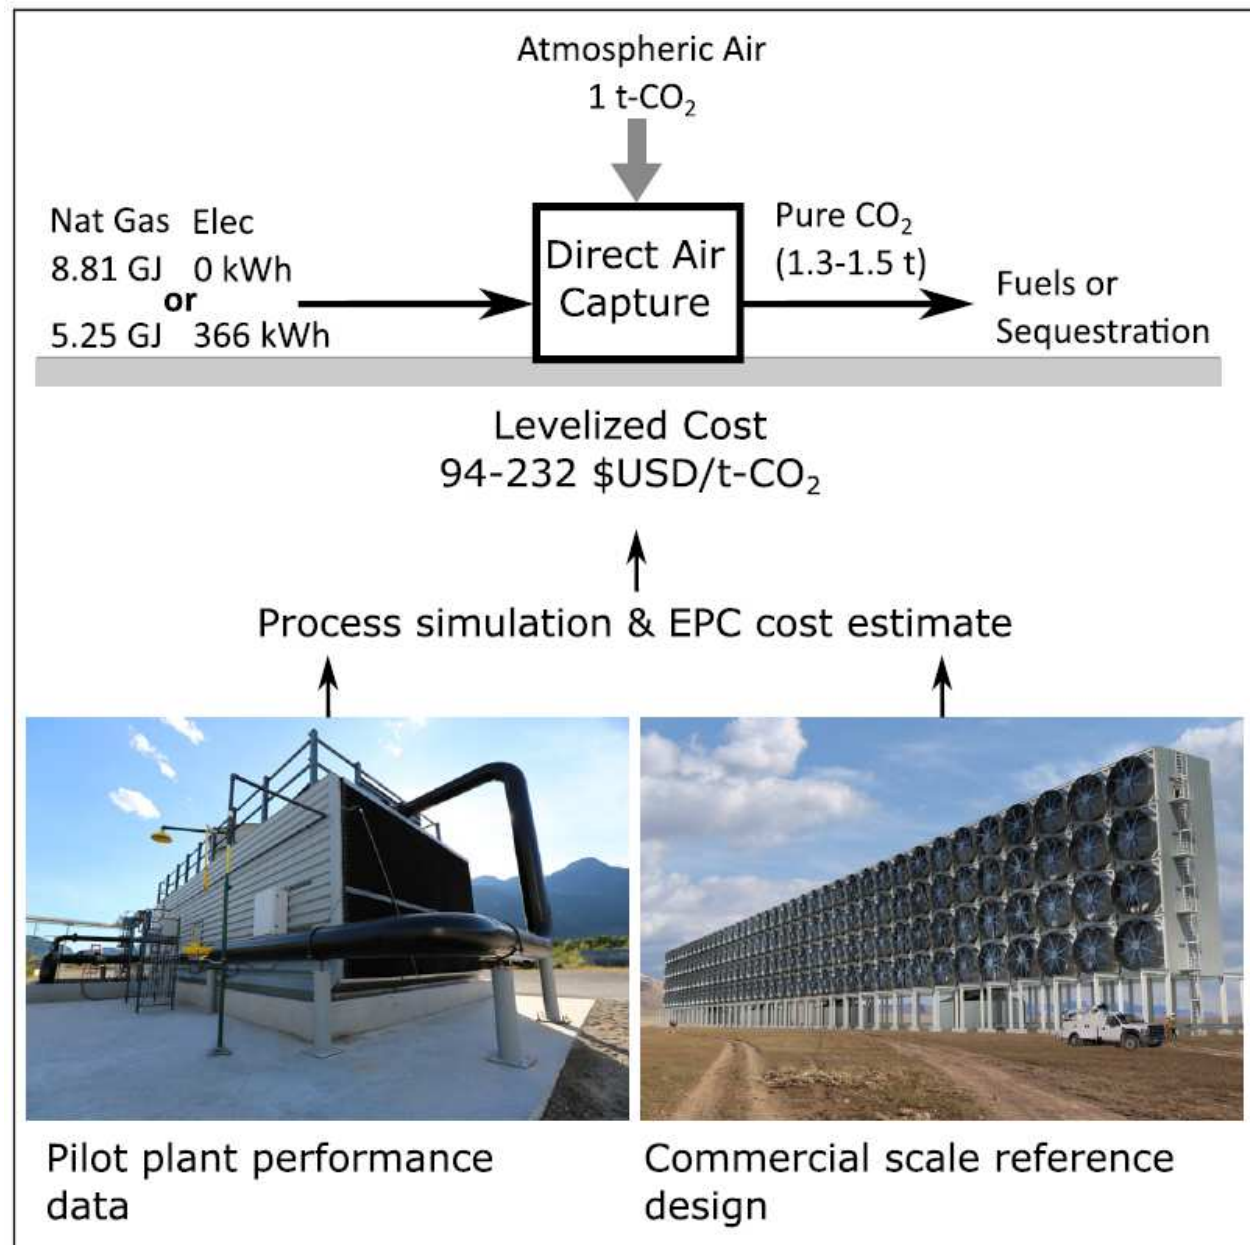 Atmospheric Air
1 t-CO₂
Nat Gas Elec
8.81 GJ 0 kWh
or
5.25 GJ 366 kWh
Direct Air
Capture
Pure CO₂
(1.3-1.5 t)
Fuels or
Sequestration
Levelized Cost
94-232 $USD/t-CO₂
Process simulation & EPC cost estimate
Pilot plant performance
data
Commercial scale reference
design